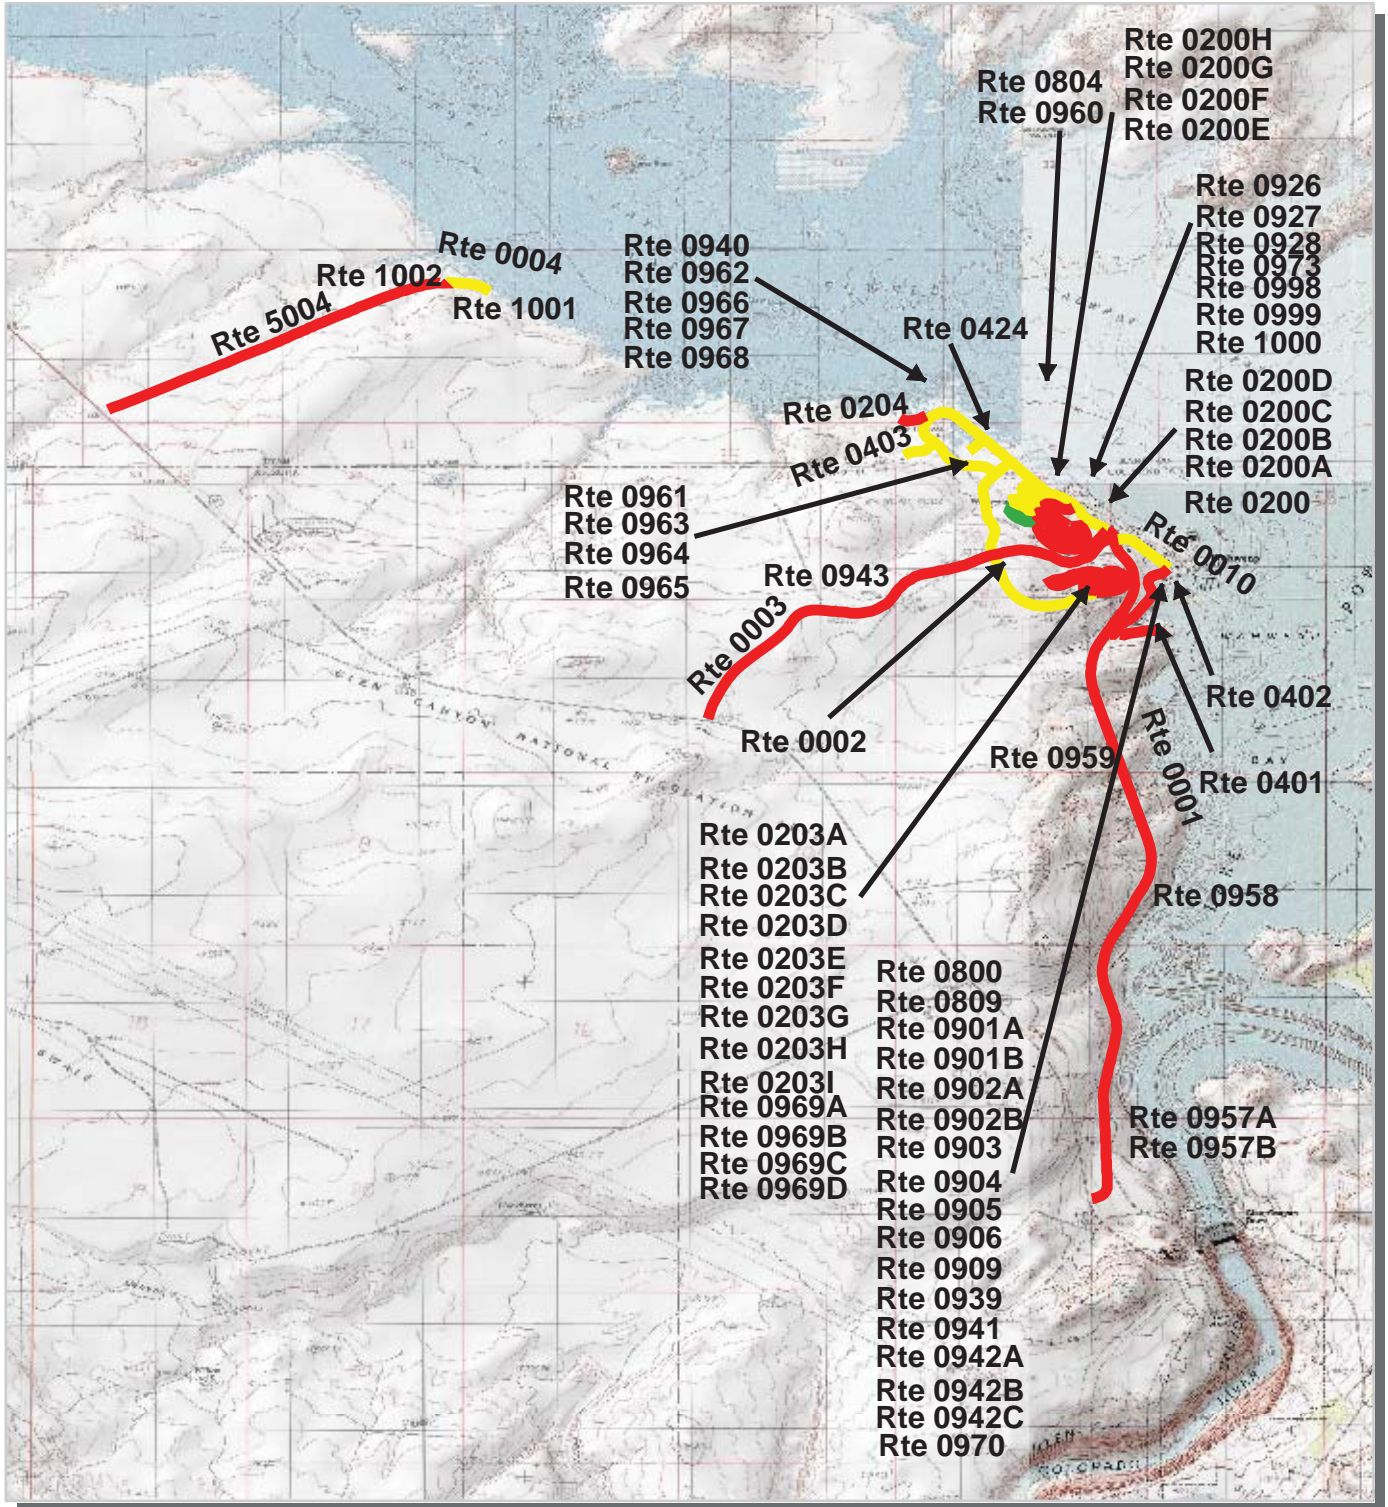 Rte 0200H
Rte 0200G
Rte 0200F
Rte 0200E
Rte 0804
Rte 0960
Rte 0926
Rte 0927
Rte 0928
Rte 0973
Rte 0998
Rte 0999
Rte 1000
Rte 0004
Rte 1002
Rte 1001
Rte 5004
Rte 0940
Rte 0962
Rte 0966
Rte 0967
Rte 0968
Rte 0424
Rte 0200D
Rte 0200C
Rte 0200B
Rte 0200A
Rte 0200
Rte 0204
Rte 0403
Rte 0961
Rte 0963
Rte 0964
Rte 0965
Rte 0010
Rte 0943
Rte 0003
Rte 0002
Rte 0402
Rte 0959
Rte 0001
Rte 0401
GLEN CANYON NATIONAL
BAY
Rte 0203A
Rte 0203B
Rte 0203C
Rte 0203D
Rte 0203E
Rte 0203F
Rte 0203G
Rte 0203H
Rte 0203I
Rte 0969A
Rte 0969B
Rte 0969C
Rte 0969D
Rte 0958
Rte 0800
Rte 0809
Rte 0901A
Rte 0901B
Rte 0902A
Rte 0902B
Rte 0903
Rte 0904
Rte 0905
Rte 0906
Rte 0909
Rte 0939
Rte 0941
Rte 0942A
Rte 0942B
Rte 0942C
Rte 0970
Rte 0957A
Rte 0957B
COLORADO
RIVER